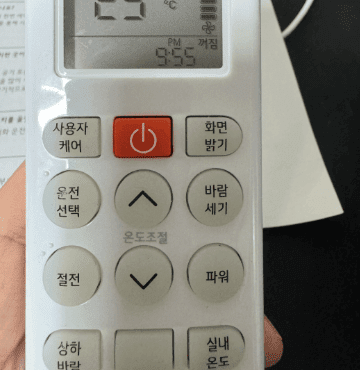 °C
PM 꺼짐
9:55
사용자
케어
화면
밝기
운전
선택
바람
세기
온도조절
절전
파워
상하
바람
실내
온도